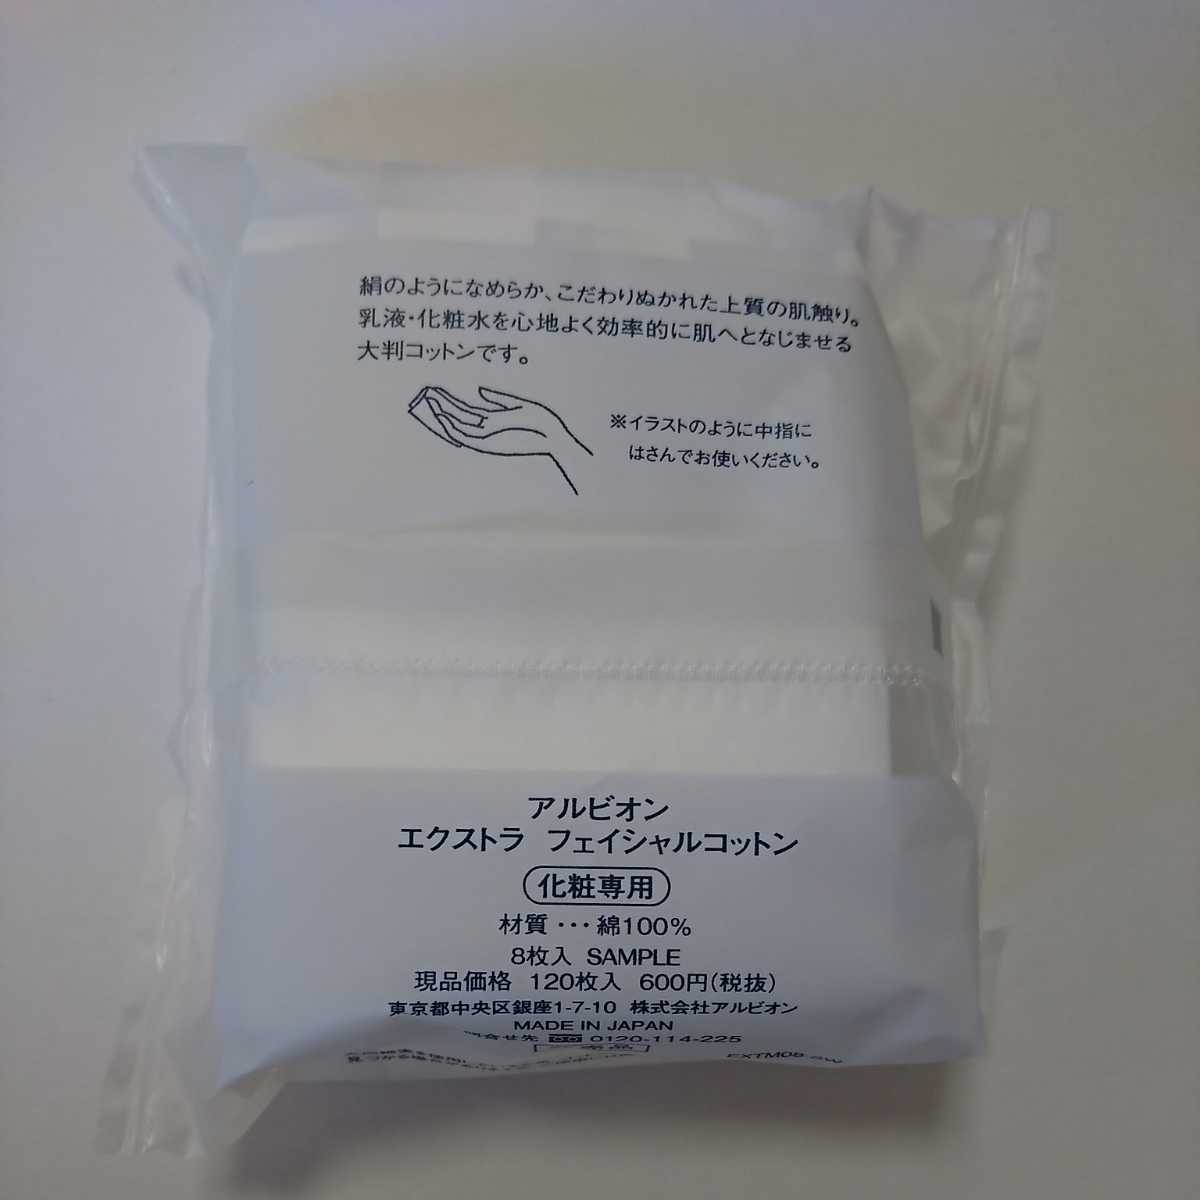 絹のようになめらか、こだわりぬかれた上質の肌触り。
乳液・化粧水を心地よく効率的に肌へとなじませる
大判コットンです。
※イラストのように中指に
はさんでお使いください。
アルビオン
エクストラ フェイシャルコットン
化粧専用
材質・・・綿100%
8枚入 SAMPLE
現品価格 120枚入 600円(税抜)
東京都中央区銀座1-7-10 株式会社アルビオン
MADE IN JAPAN
合せ先 0120-114-225